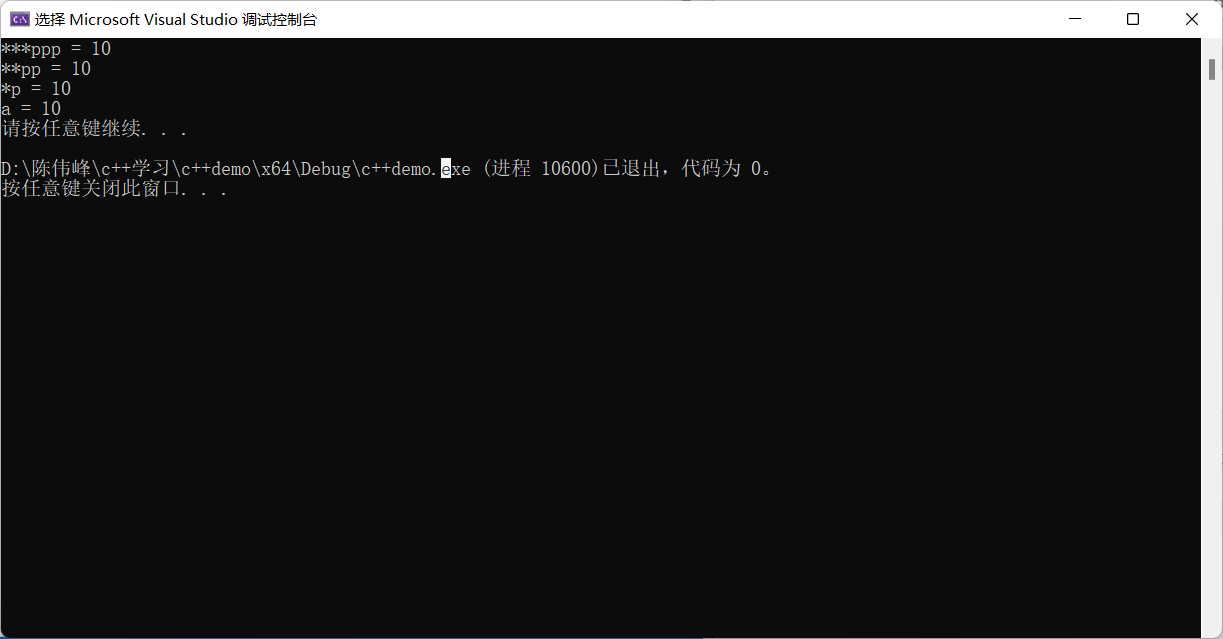 选择 Microsoft Visual Studio 调试控制台
***ppp = 10
**pp = 10
*p = 10
a = 10
请按任意键继续. . .
D:\陈伟峰\c++学习\c++demo\x64\Debug\c++demo.exe (进程 10600)已退出，代码为 0。
按任意键关闭此窗口. . .